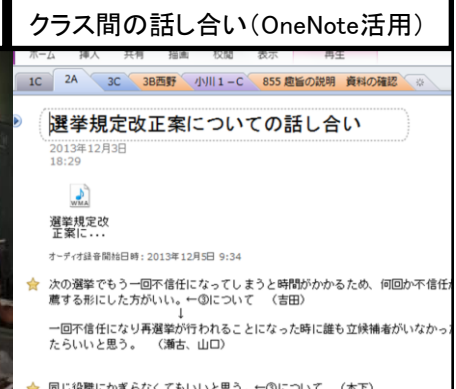 クラス間の話し合い(OneNote活用)
ホーム 挿入 共有 描画 校閲 表示 再生
1C 2A 3C 3B西野 小川1-C 855 趣旨の説明 資料の確認
選挙規定改正案についての話し合い
2013年12月3日
18:29
WMA
選挙規定改
正案に・・・
オーディオ録音開始日時：2013年12月5日 9:34
次の選挙でもう一回不信任になってしまうと時間がかかるため、何回か不信任
薦する形にした方がいい。←③について （吉田）
↓
一回不信任になり再選挙が行われることになった時に誰も立候補者がいなかっ
たらいいと思う。 （瀬古、山口）
同じ役職にかぎらなくてもいいと思う ←③について （木下）